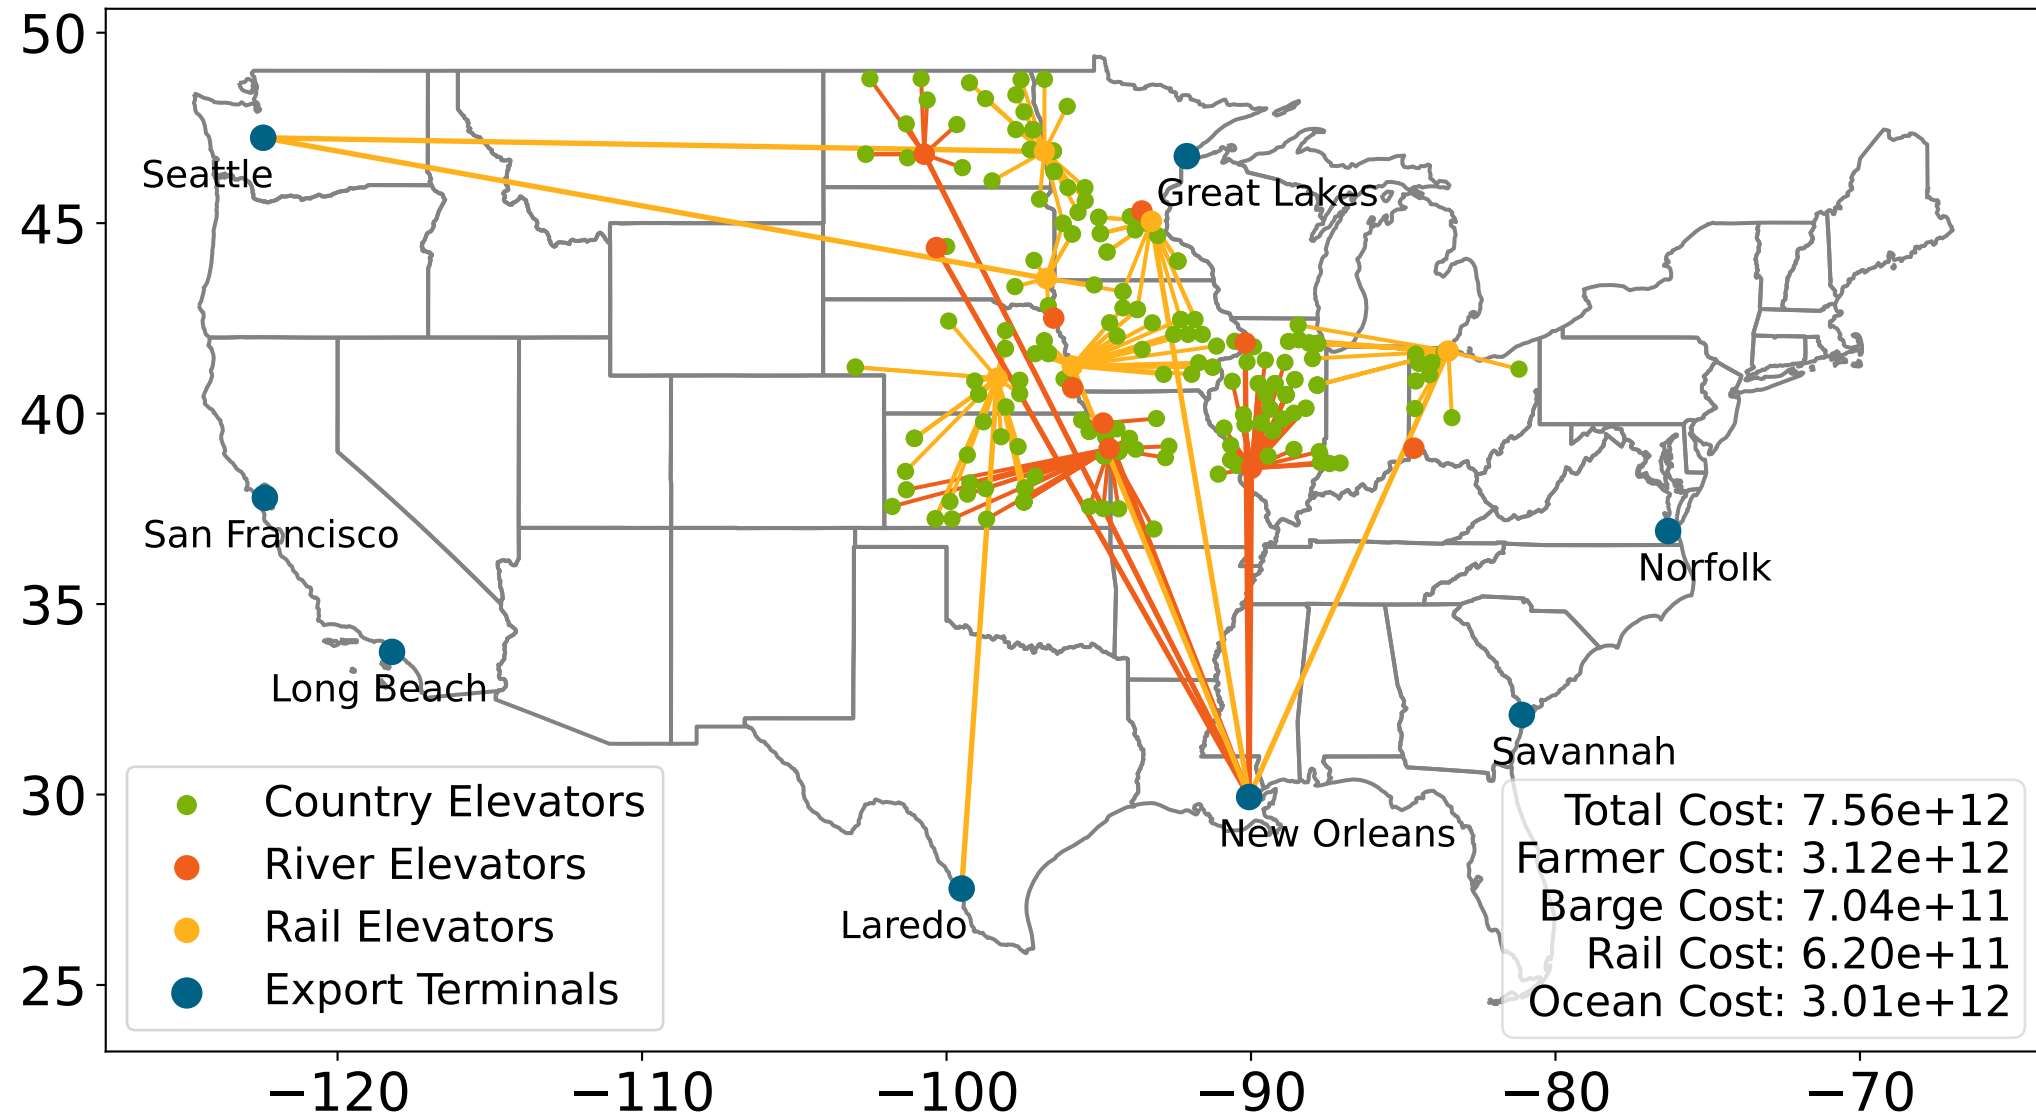 50
45
40
35
30
25
Seattle
Great Lakes
San Francisco
Norfolk
Long Beach
Savannah
New Orleans
Laredo
Country Elevators
River Elevators
Rail Elevators
Export Terminals
Total Cost: 7.56e+12
Farmer Cost: 3.12e+12
Barge Cost: 7.04e+11
Rail Cost: 6.20e+11
Ocean Cost: 3.01e+12
−120 −110 −100 −90 −80 −70